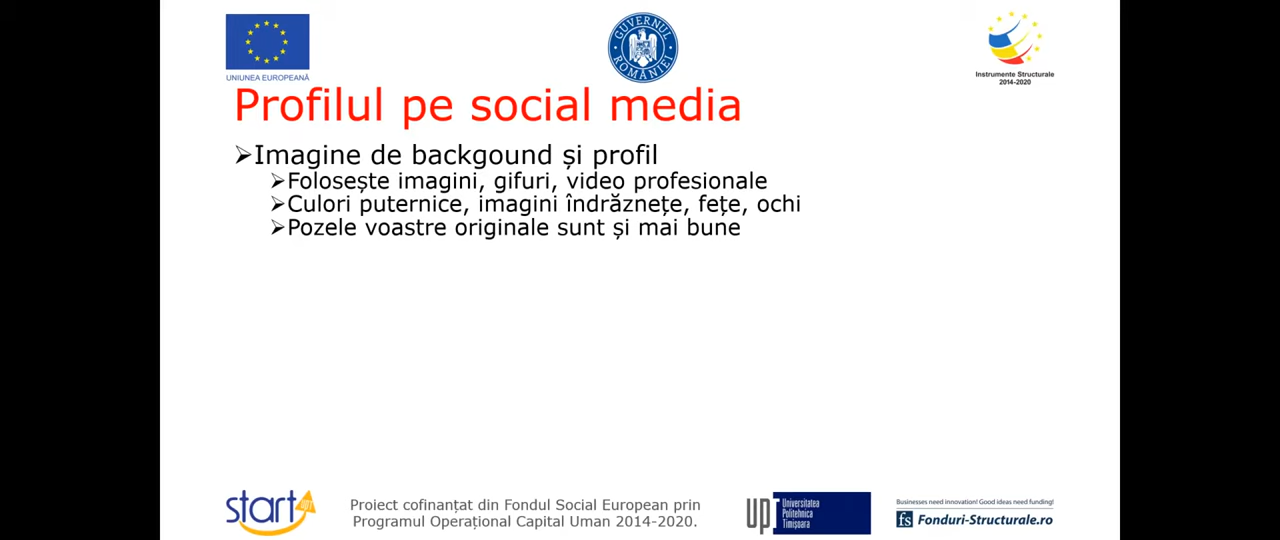 UNIUNEA EUROPEANĂ
GUVERNUL ROMÂNIEI
Instrumente Structurale
2014-2020
Profilul pe social media
Imagine de backgound și profil
Folosește imagini, gifuri, video profesionale
Culori puternice, imagini îndrăznețe, fețe, ochi
Pozele voastre originale sunt și mai bune
start
Proiect cofinanțat din Fondul Social European prin
Programul Operațional Capital Uman 2014-2020.
UPT
Universitatea
Politehnica
Timișoara
Businesses need innovation! Good ideas need funding!
fs Fonduri-Structurale.ro